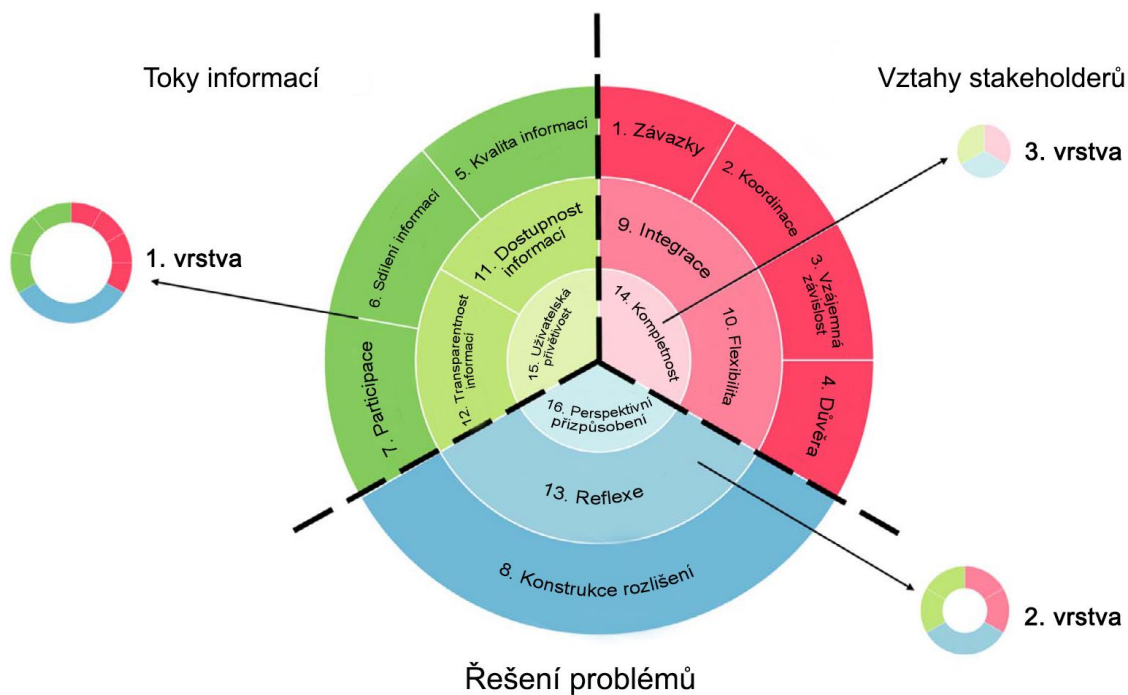 Toky informací
Vztahy stakeholderů
1. Závazky
2. Koordinace
3. Vzájemná
závislost
4. Důvěra
5. Kvalita informací
6. Sdílení informací
7. Participace
8. Konstrukce rozlišení
9. Integrace
10. Flexibilita
11. Dostupnost
informací
12. Transparentnost
informací
13. Reflexe
14. Kompletnost
15. Uživatelská
přívětivost
16. Perspektivní
přizpůsobení
1. vrstva
2. vrstva
3. vrstva
Řešení problémů